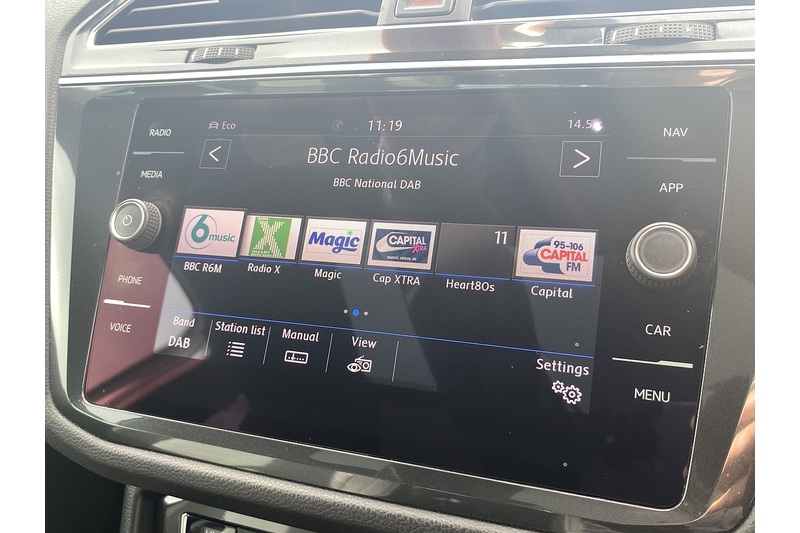 RADIO
Eco
11:19
14.5
NAV
BBC Radio6Music
MEDIA
BBC National DAB
APP
6 music
X
Magic
CAPITAL XTRA
11
95-106 CAPITAL FM
BBC R6M
Radio X
Magic
Cap XTRA
Heart80s
Capital
PHONE
VOICE
CAR
Band
DAB
Station list
Manual
View
Settings
MENU